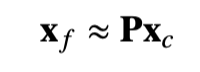 𝐱_f ≈ 𝐏𝐱_c